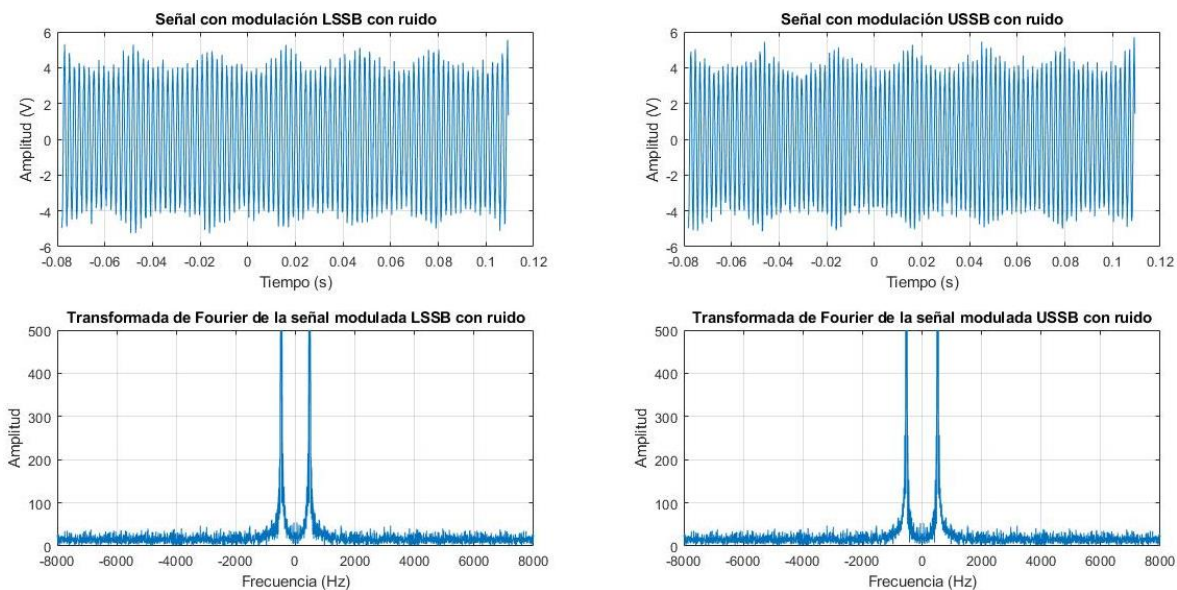 Señal con modulación LSSB con ruido
6
4
2
0
-2
-4
-6
Amplitud (V)
-0.08 -0.06 -0.04 -0.02 0 0.02 0.04 0.06 0.08 0.1 0.12
Tiempo (s)
Señal con modulación USSB con ruido
6
4
2
0
-2
-4
-6
Amplitud (V)
-0.08 -0.06 -0.04 -0.02 0 0.02 0.04 0.06 0.08 0.1 0.12
Tiempo (s)
Transformada de Fourier de la señal modulada LSSB con ruido
500
400
300
200
100
0
Amplitud
-8000 -6000 -4000 -2000 0 2000 4000 6000 8000
Frecuencia (Hz)
Transformada de Fourier de la señal modulada USSB con ruido
500
400
300
200
100
0
Amplitud
-8000 -6000 -4000 -2000 0 2000 4000 6000 8000
Frecuencia (Hz)